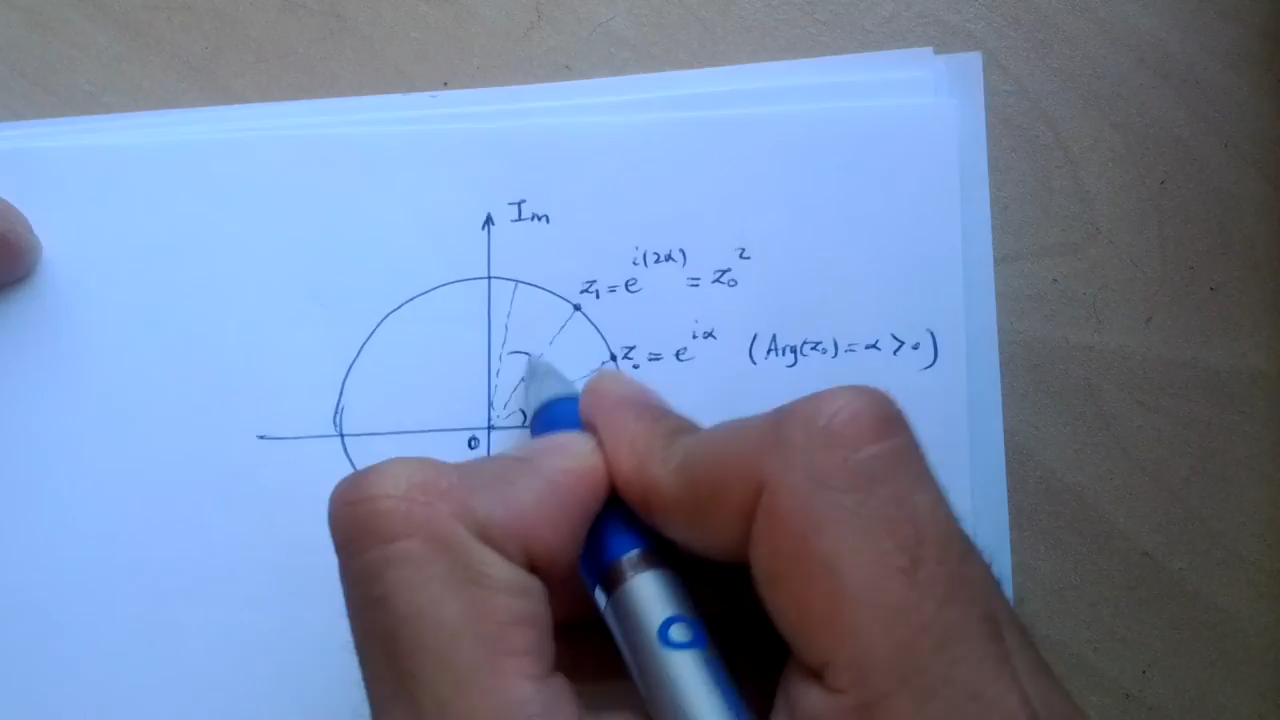 Im
z₁ = e^{i(2α)} = z₀²
z₀ = e^{iα} (Arg(z₀) = α > 0)
0